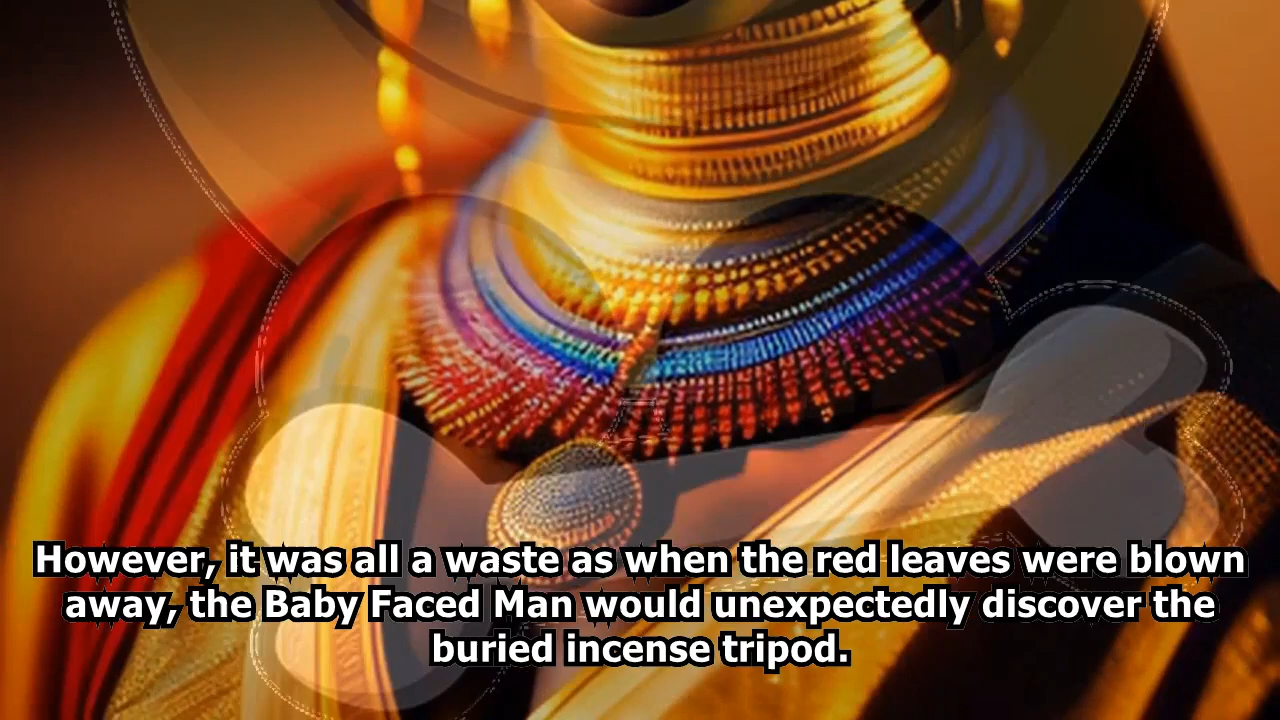 However, it was all a waste as when the red leaves were blown
away, the Baby Faced Man would unexpectedly discover the
buried incense tripod.